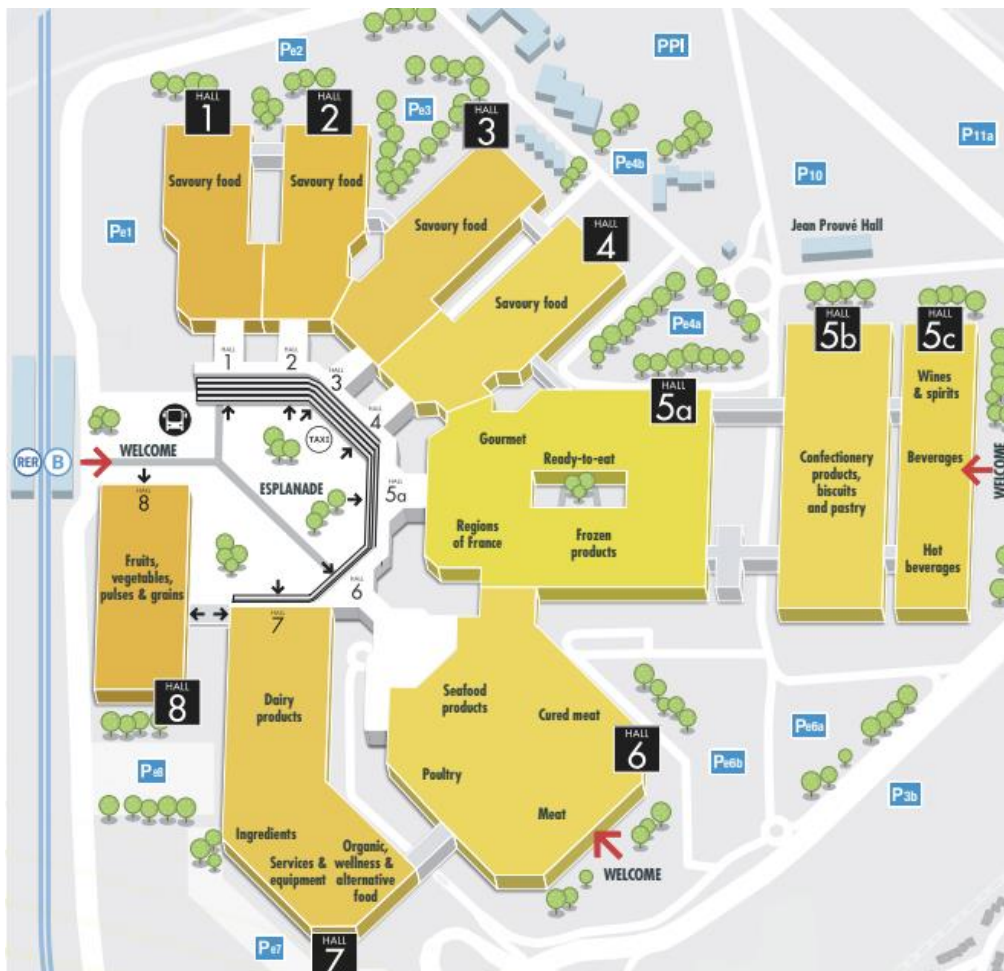 Pe2
PPI
HALL
1
HALL
2
Pe3
HALL
3
P11a
Pe4b
P10
Savoury food
Savoury food
Savoury food
Pe1
HALL
4
Jean Prouvé Hall
Savoury food
Pe4a
HALL
5b
HALL
5c
HALL
1
HALL
2
HALL
3
HALL
4
HALL
5a
Wines
& spirits
TAXI
Gourmet
Ready-to-eat
WELCOME
RER
B
Confectionery
products,
biscuits
and pastry
Beverages
WELCOME
HALL
8
ESPLANADE
HALL
5a
Regions
of France
Frozen
products
Hot
beverages
Fruits,
vegetables,
pulses & grains
HALL
6
HALL
7
HALL
8
Dairy
products
Seafood
products
Cured meat
HALL
6
Pe6a
Pe6b
P3b
Pe8
Poultry
Meat
Ingredients
Services &
equipment
Organic,
wellness &
alternative
food
WELCOME
Pe7
HALL
7